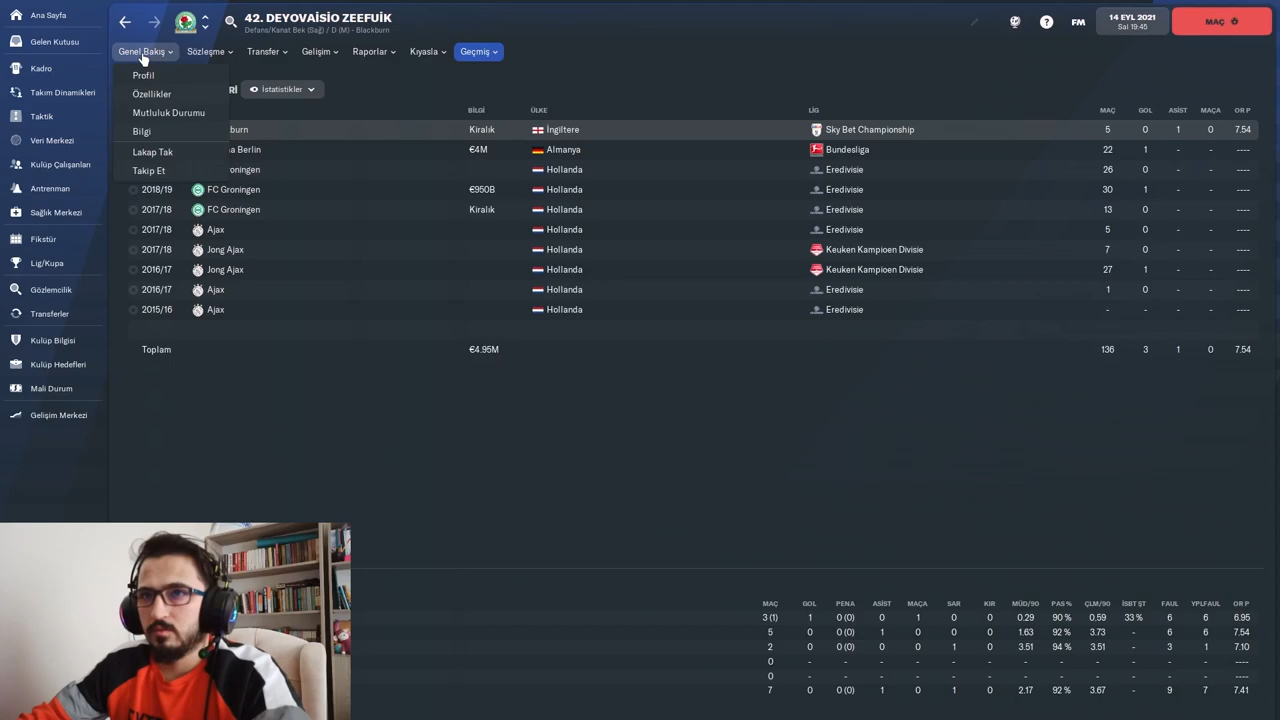 Ana Sayfa
Gelen Kutusu
Kadro
Takım Dinamikleri
Taktik
Veri Merkezi
Kulüp Çalışanları
Antrenman
Sağlık Merkezi
Fikstür
Lig/Kupa
Gözlemcilik
Transferler
Kulüp Bilgisi
Kulüp Hedefleri
Mali Durum
Gelişim Merkezi
42. DEYOVAİSİO ZEEFUİK
Defans/Kanat Bek (Sağ) / D (M) - Blackburn
FM
14 EYL 2021
Sal 19:45
MAÇ
Genel Bakış Sözleşme Transfer Gelişim Raporlar Kıyasla Geçmiş
Profil
Özellikler
Mutluluk Durumu
Bilgi
Lakap Tak
Takip Et
RI İstatistikler
BİLGİ ÜLKE LİG MAÇ GOL ASİST MAÇA OR P
burn Kiralık İngiltere Sky Bet Championship 5 0 1 0 7.54
a Berlin €4M Almanya Bundesliga 22 1 - - ----
roningen Hollanda Eredivisie 26 0 - - ----
2018/19 FC Groningen €950B Hollanda Eredivisie 30 1 - - ----
2017/18 FC Groningen Kiralık Hollanda Eredivisie 13 0 - - ----
2017/18 Ajax Hollanda Eredivisie 5 0 - - ----
2017/18 Jong Ajax Hollanda Keuken Kampioen Divisie 7 0 - - ----
2016/17 Jong Ajax Hollanda Keuken Kampioen Divisie 27 1 - - ----
2016/17 Ajax Hollanda Eredivisie 1 0 - - ----
2015/16 Ajax Hollanda Eredivisie - - - - ----
Toplam €4.95M 136 3 1 0 7.54
MAÇ GOL PENA ASİST MAÇA SAR KIR MÜD/90 PAS % ÇLM/90 İSBT ŞT FAUL YPLFAUL OR P
3 (1) 1 0 (0) 0 1 0 0 0.29 90 % 0.59 33 % 6 6 6.95
5 0 0 (0) 1 0 0 0 1.63 92 % 3.73 - 6 6 7.54
2 0 0 (0) 0 0 1 0 3.51 94 % 3.51 - 3 1 7.10
0 - - - - - - - - - - - - ----
0 - - - - - - - - - - - - ----
7 0 0 (0) 1 0 1 0 2.17 92 % 3.67 - 9 7 7.41